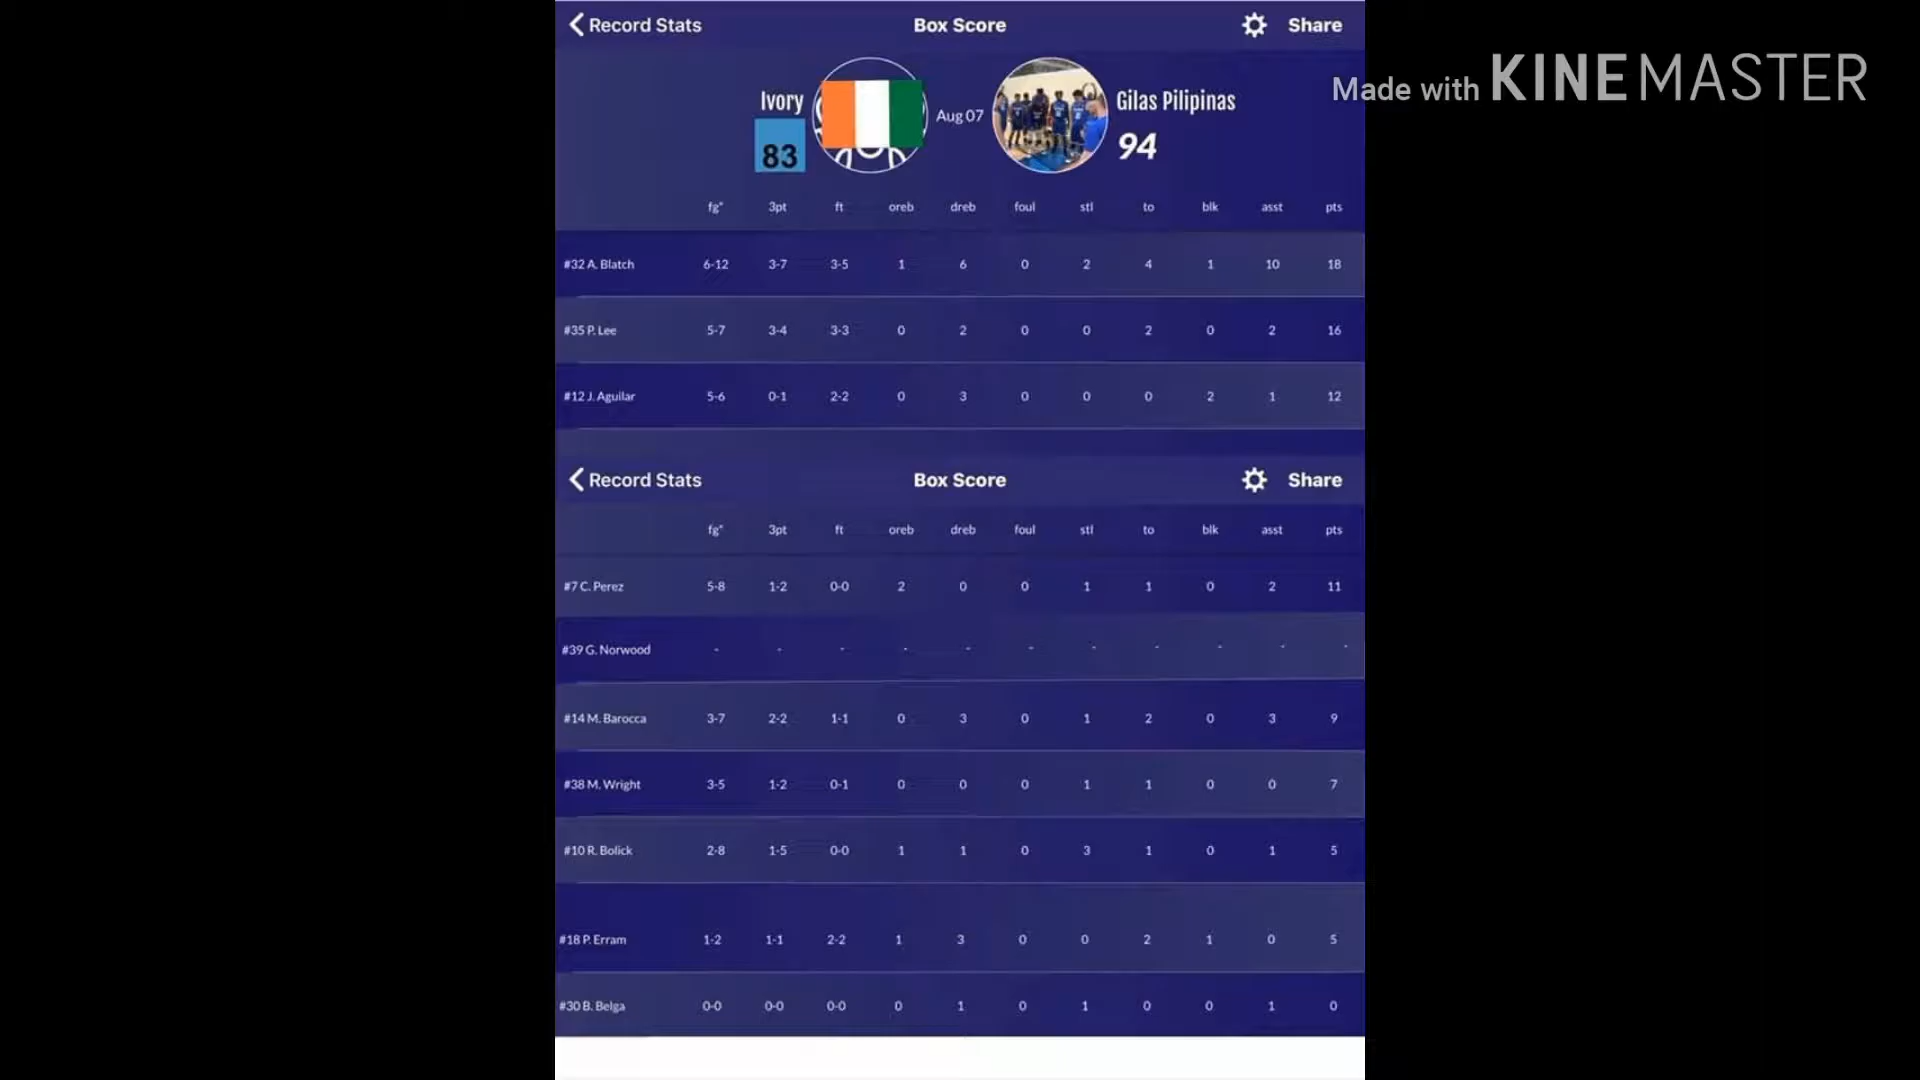 Record Stats Box Score Share
Made with KINEMASTER
Ivory Aug 07 Gilas Pilipinas
83 94
fg* 3pt ft oreb dreb foul stl to blk asst pts
#32 A. Blatch 6-12 3-7 3-5 1 6 0 2 4 1 10 18
#35 P. Lee 5-7 3-4 3-3 0 2 0 0 2 0 2 16
#12 J. Aguilar 5-6 0-1 2-2 0 3 0 0 0 2 1 12
Record Stats Box Score Share
fg* 3pt ft oreb dreb foul stl to blk asst pts
#7 C. Perez 5-8 1-2 0-0 2 0 0 1 1 0 2 11
#39 G. Norwood - - - - - - - - - - -
#14 M. Barocca 3-7 2-2 1-1 0 3 0 1 2 0 3 9
#38 M. Wright 3-5 1-2 0-1 0 0 0 1 1 0 0 7
#10 R. Bolick 2-8 1-5 0-0 1 1 0 3 1 0 1 5
#18 P. Erram 1-2 1-1 2-2 1 3 0 0 2 1 0 5
#30 B. Belga 0-0 0-0 0-0 0 1 0 1 0 0 1 0